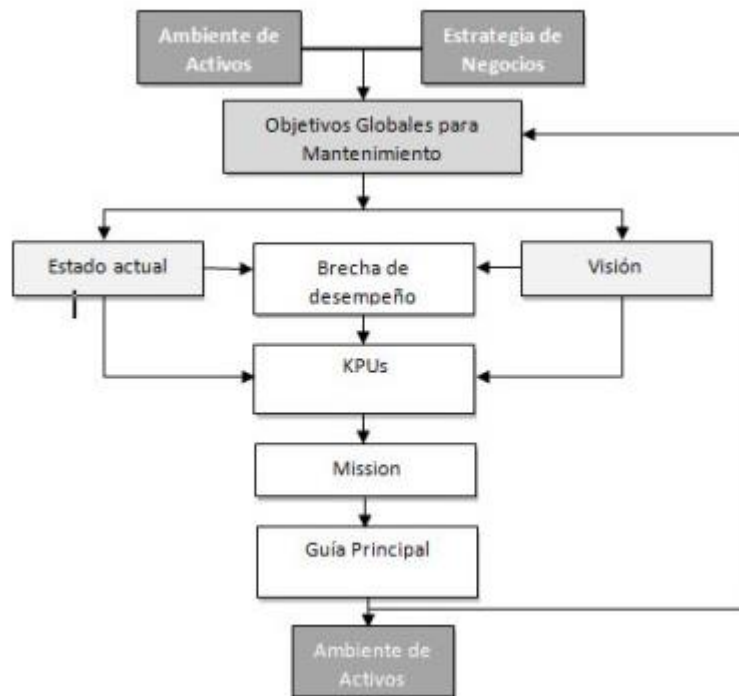 Ambiente de
Activos
Estrategia de
Negocios
Objetivos Globales para
Mantenimiento
Estado actual
Brecha de
desempeño
Visión
KPUs
Mission
Guía Principal
Ambiente de
Activos